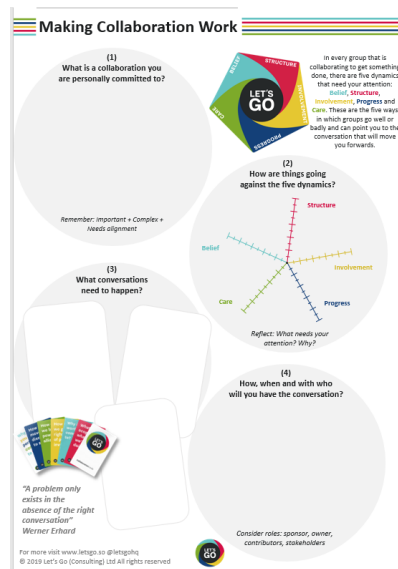 Making Collaboration Work
(1)
What is a collaboration you
are personally committed to?
Remember: Important + Complex +
Needs alignment
BELIEF
STRUCTURE
INVOLVEMENT
PROGRESS
CARE
LET'S
GO
In every group that is
collaborating to get something
done, there are five dynamics
that need your attention:
Belief, Structure,
Involvement, Progress and
Care. These are the five ways
in which groups go well or
badly and can point you to the
conversation that will move
you forwards.
(2)
How are things going
against the five dynamics?
Structure
Belief
Involvement
Care
Progress
Reflect: What needs your
attention? Why?
(3)
What conversations
need to happen?
(4)
How, when and with who
will you have the conversation?
Consider roles: sponsor, owner,
contributors, stakeholders
"A problem only
exists in the
absence of the right
conversation"
Werner Erhard
For more visit www.letsgo.so @letsgohq
© 2019 Let's Go (Consulting) Ltd All rights reserved
LET'S
GO